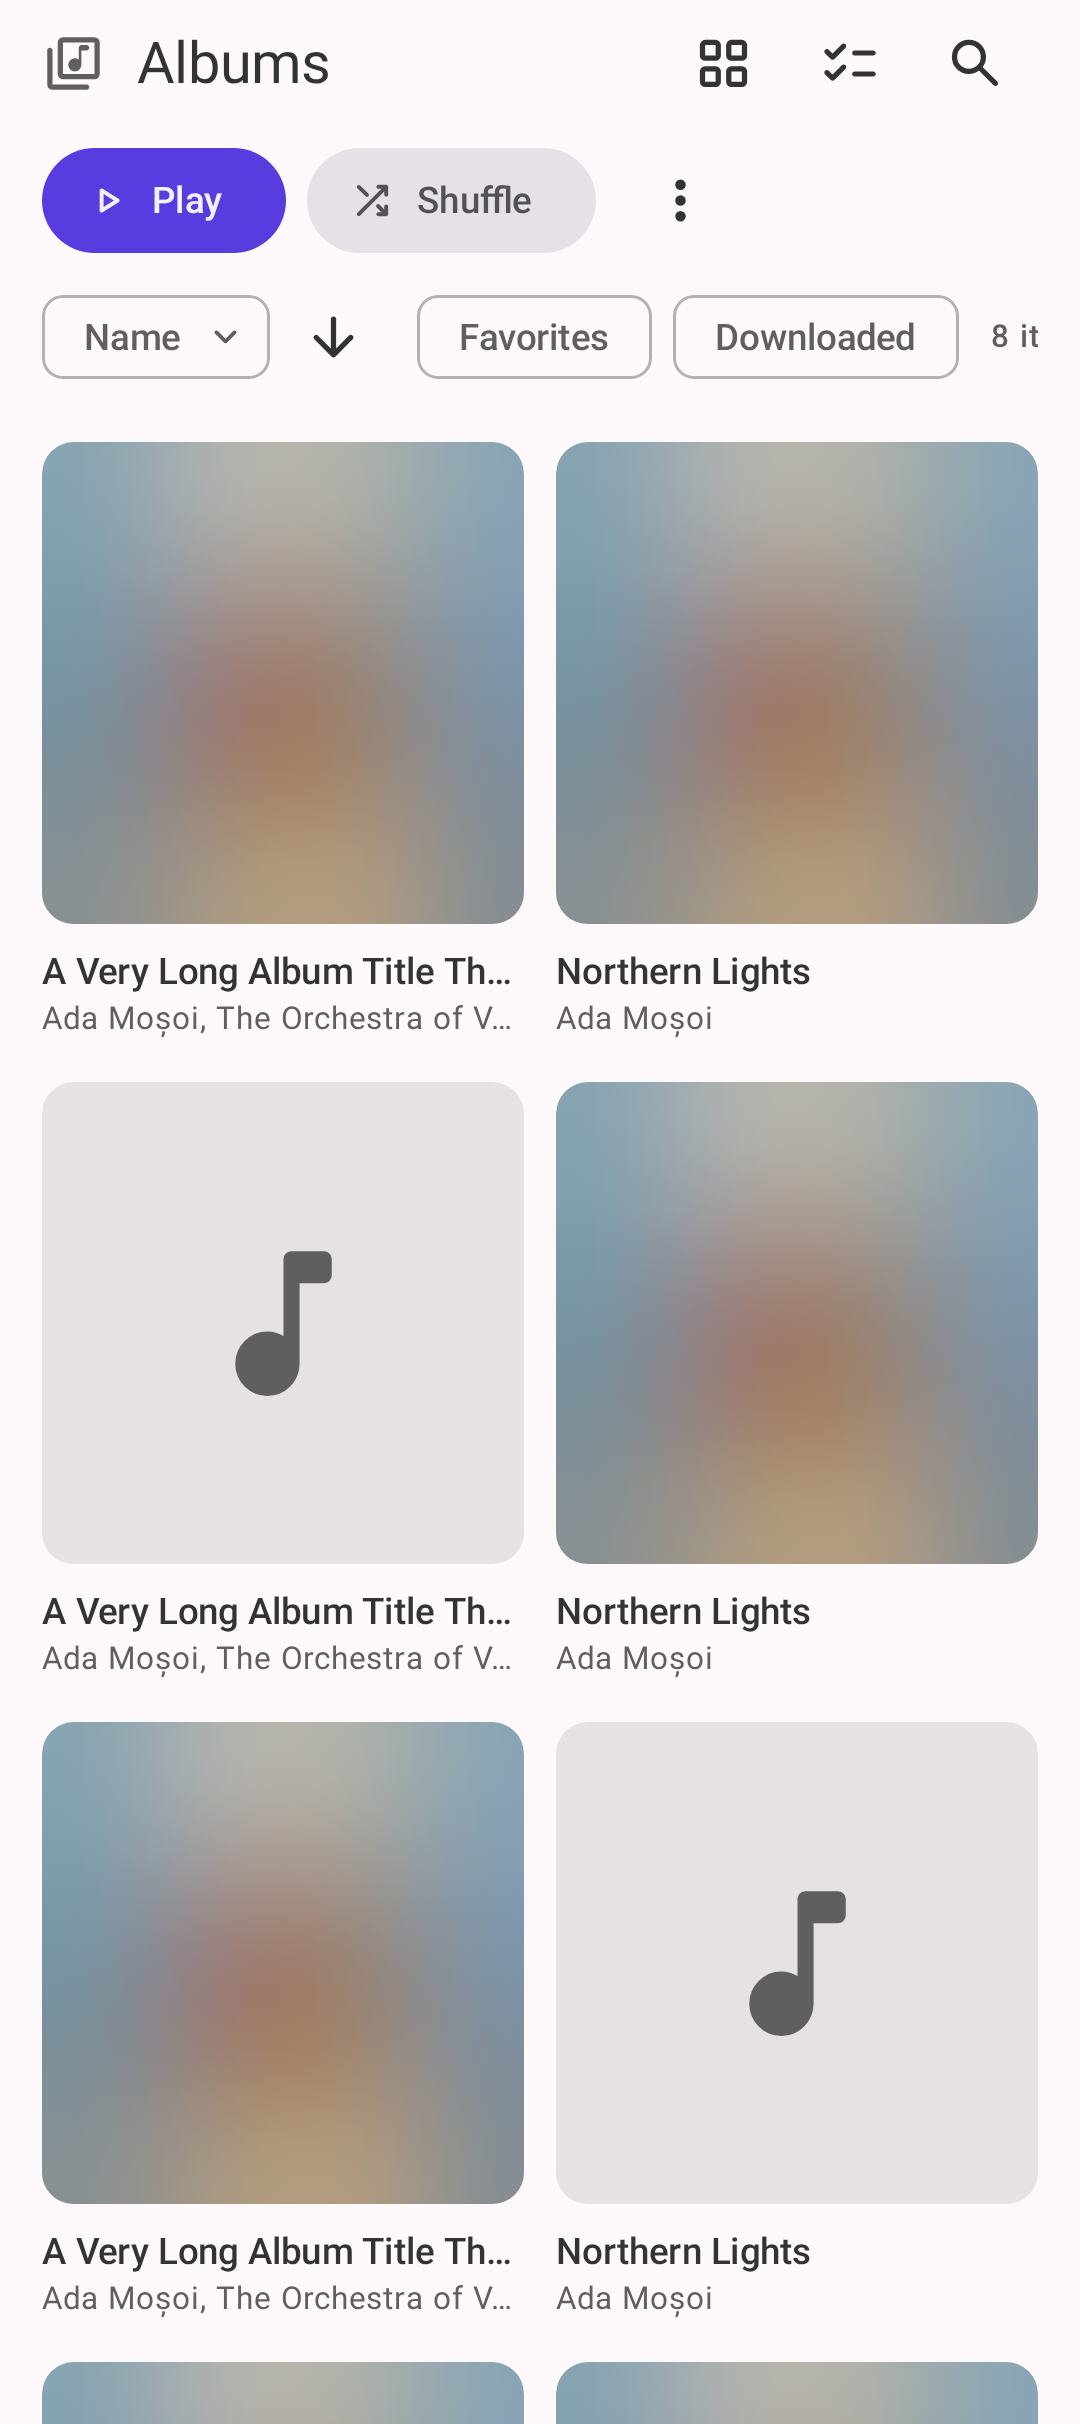 Albums
Play
Shuffle
Name
Favorites
Downloaded
8 it
A Very Long Album Title Th...
Ada Moșoi, The Orchestra of V...
Northern Lights
Ada Moșoi
A Very Long Album Title Th...
Ada Moșoi, The Orchestra of V...
Northern Lights
Ada Moșoi
A Very Long Album Title Th...
Ada Moșoi, The Orchestra of V...
Northern Lights
Ada Moșoi